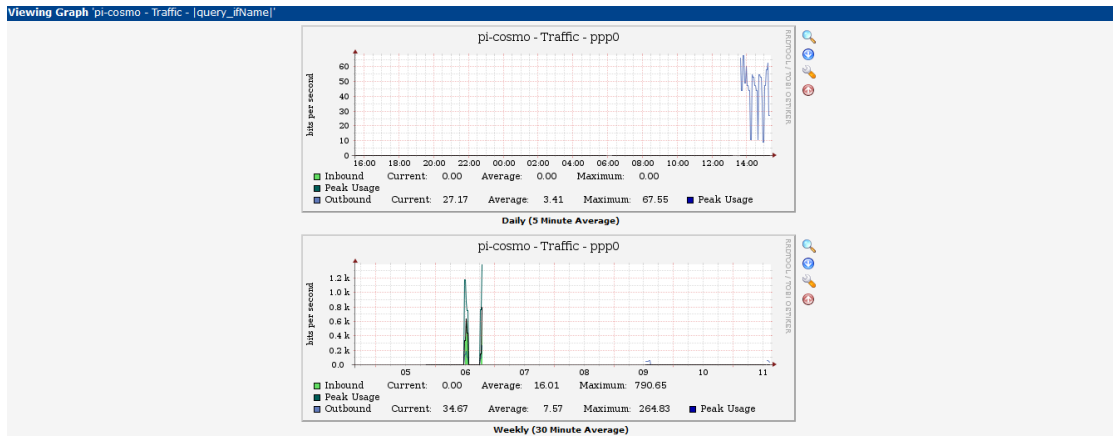 Viewing Graph 'pi-cosmo - Traffic - |query_ifName|'
pi-cosmo - Traffic - ppp0
RRDTOOL / TOBI OETIKER
bits per second
60
50
40
30
20
10
0
16:00 18:00 20:00 22:00 00:00 02:00 04:00 06:00 08:00 10:00 12:00 14:00
Inbound Current: 0.00 Average: 0.00 Maximum: 0.00
Peak Usage
Outbound Current: 27.17 Average: 3.41 Maximum: 67.55 Peak Usage
Daily (5 Minute Average)
pi-cosmo - Traffic - ppp0
RRDTOOL / TOBI OETIKER
bits per second
1.2 k
1.0 k
0.8 k
0.6 k
0.4 k
0.2 k
0.0
05 06 07 08 09 10 11
Inbound Current: 0.00 Average: 16.01 Maximum: 790.65
Peak Usage
Outbound Current: 34.67 Average: 7.57 Maximum: 264.83 Peak Usage
Weekly (30 Minute Average)